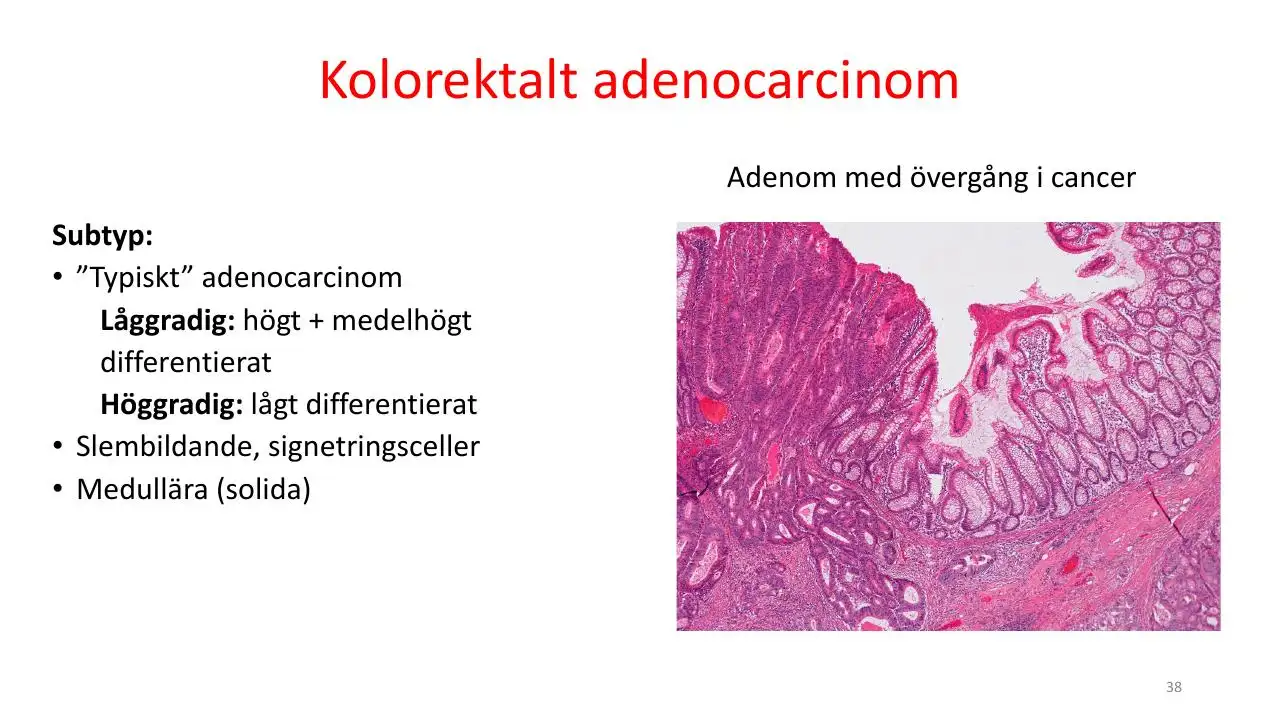 Kolorektalt adenocarcinom
Adenom med övergång i cancer
Subtyp:
• ”Typiskt” adenocarcinom
Låggradig: högt + medelhögt
differentierat
Höggradig: lågt differentierat
• Slembildande, signetringsceller
• Medullära (solida)
38